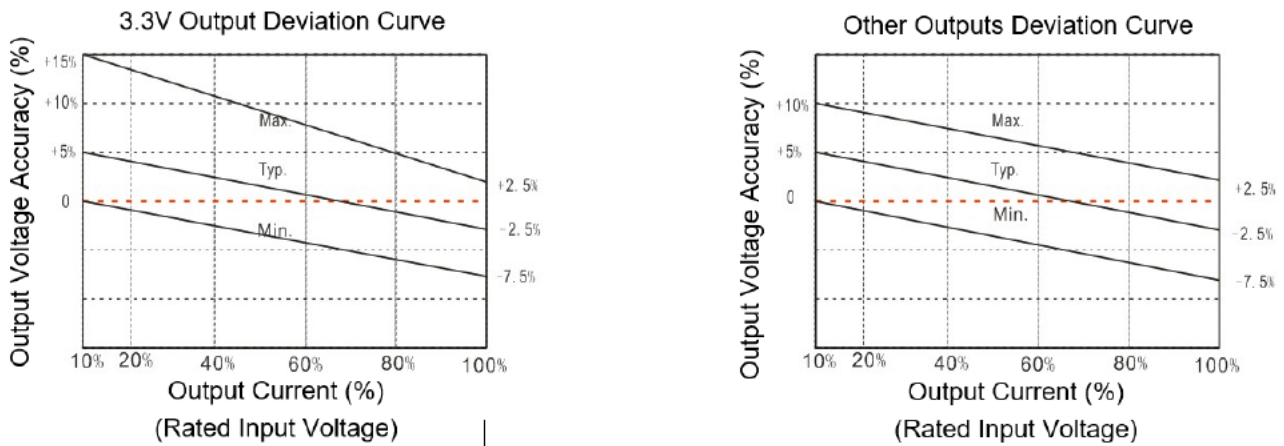 3.3V Output Deviation Curve
Output Voltage Accuracy (%)
+15%
+10%
+5%
0
Max.
Typ.
Min.
+2.5%
-2.5%
-7.5%
10% 20% 40% 60% 80% 100%
Output Current (%)
(Rated Input Voltage)
Other Outputs Deviation Curve
Output Voltage Accuracy (%)
+10%
+5%
0
Max.
Typ.
Min.
+2.5%
-2.5%
-7.5%
10% 20% 40% 60% 80% 100%
Output Current (%)
(Rated Input Voltage)